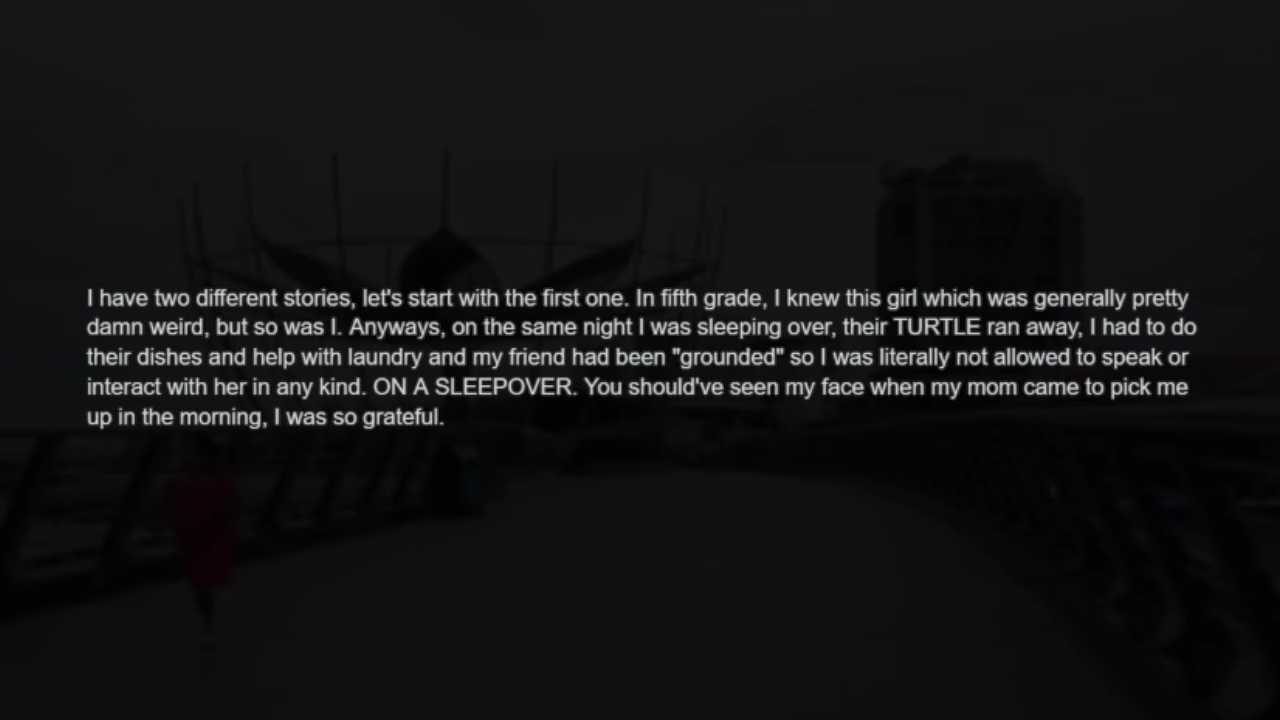 I have two different stories, let's start with the first one. In fifth grade, I knew this girl which was generally pretty
damn weird, but so was I. Anyways, on the same night I was sleeping over, their TURTLE ran away, I had to do
their dishes and help with laundry and my friend had been "grounded" so I was literally not allowed to speak or
interact with her in any kind. ON A SLEEPOVER. You should've seen my face when my mom came to pick me
up in the morning, I was so grateful.